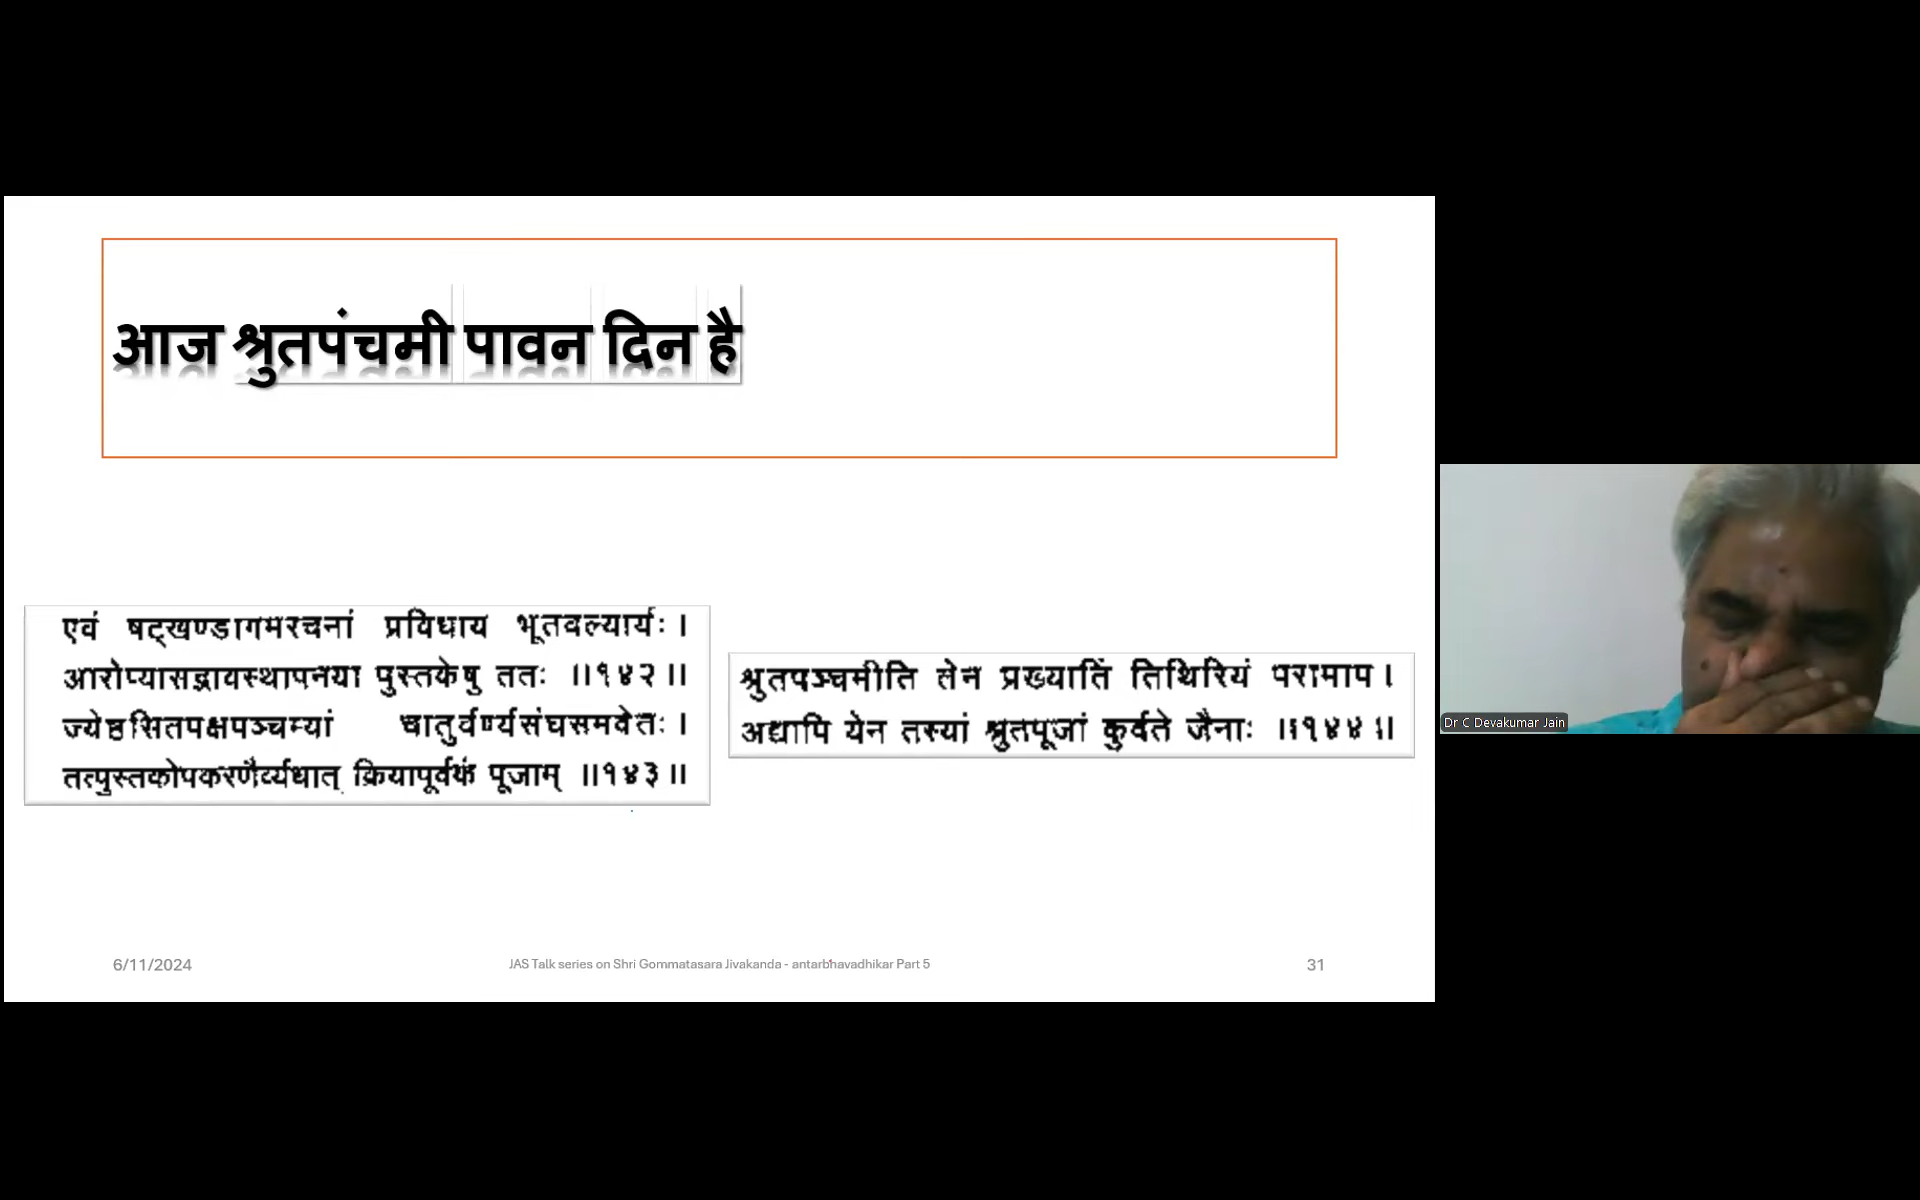 आज श्रुतपंचमी पावन दिन है
एवं षट्खण्डागमरचनां प्रविधाय भूतवल्यार्यः ।
आरोप्यासद्भावस्थापनया पुस्तकेषु ततः ॥१४२॥
ज्येष्ठसितपक्षपञ्चम्यां चातुर्वर्ण्यसंघसमवेतः ।
तत्पुस्तकोपकरणैर्व्यधात् क्रियापूर्वकं पूजाम् ॥१४३॥
श्रुतपञ्चमीति तेन प्रख्यातिं तिथिरियं परामाप ।
अद्यापि येन तस्यां श्रुतपूजां कुर्वते जैनाः ॥१४४॥
Dr C Devakumar Jain
6/11/2024
JAS Talk series on Shri Gommatasara Jivakanda - antarbhavadhikar Part 5
31